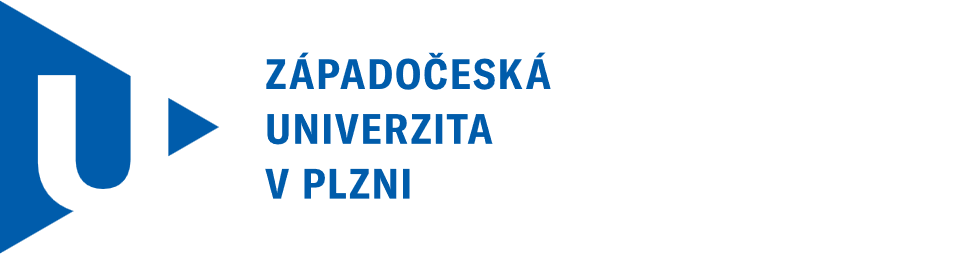 ZÁPADOČESKÁ
UNIVERZITA
V PLZNI